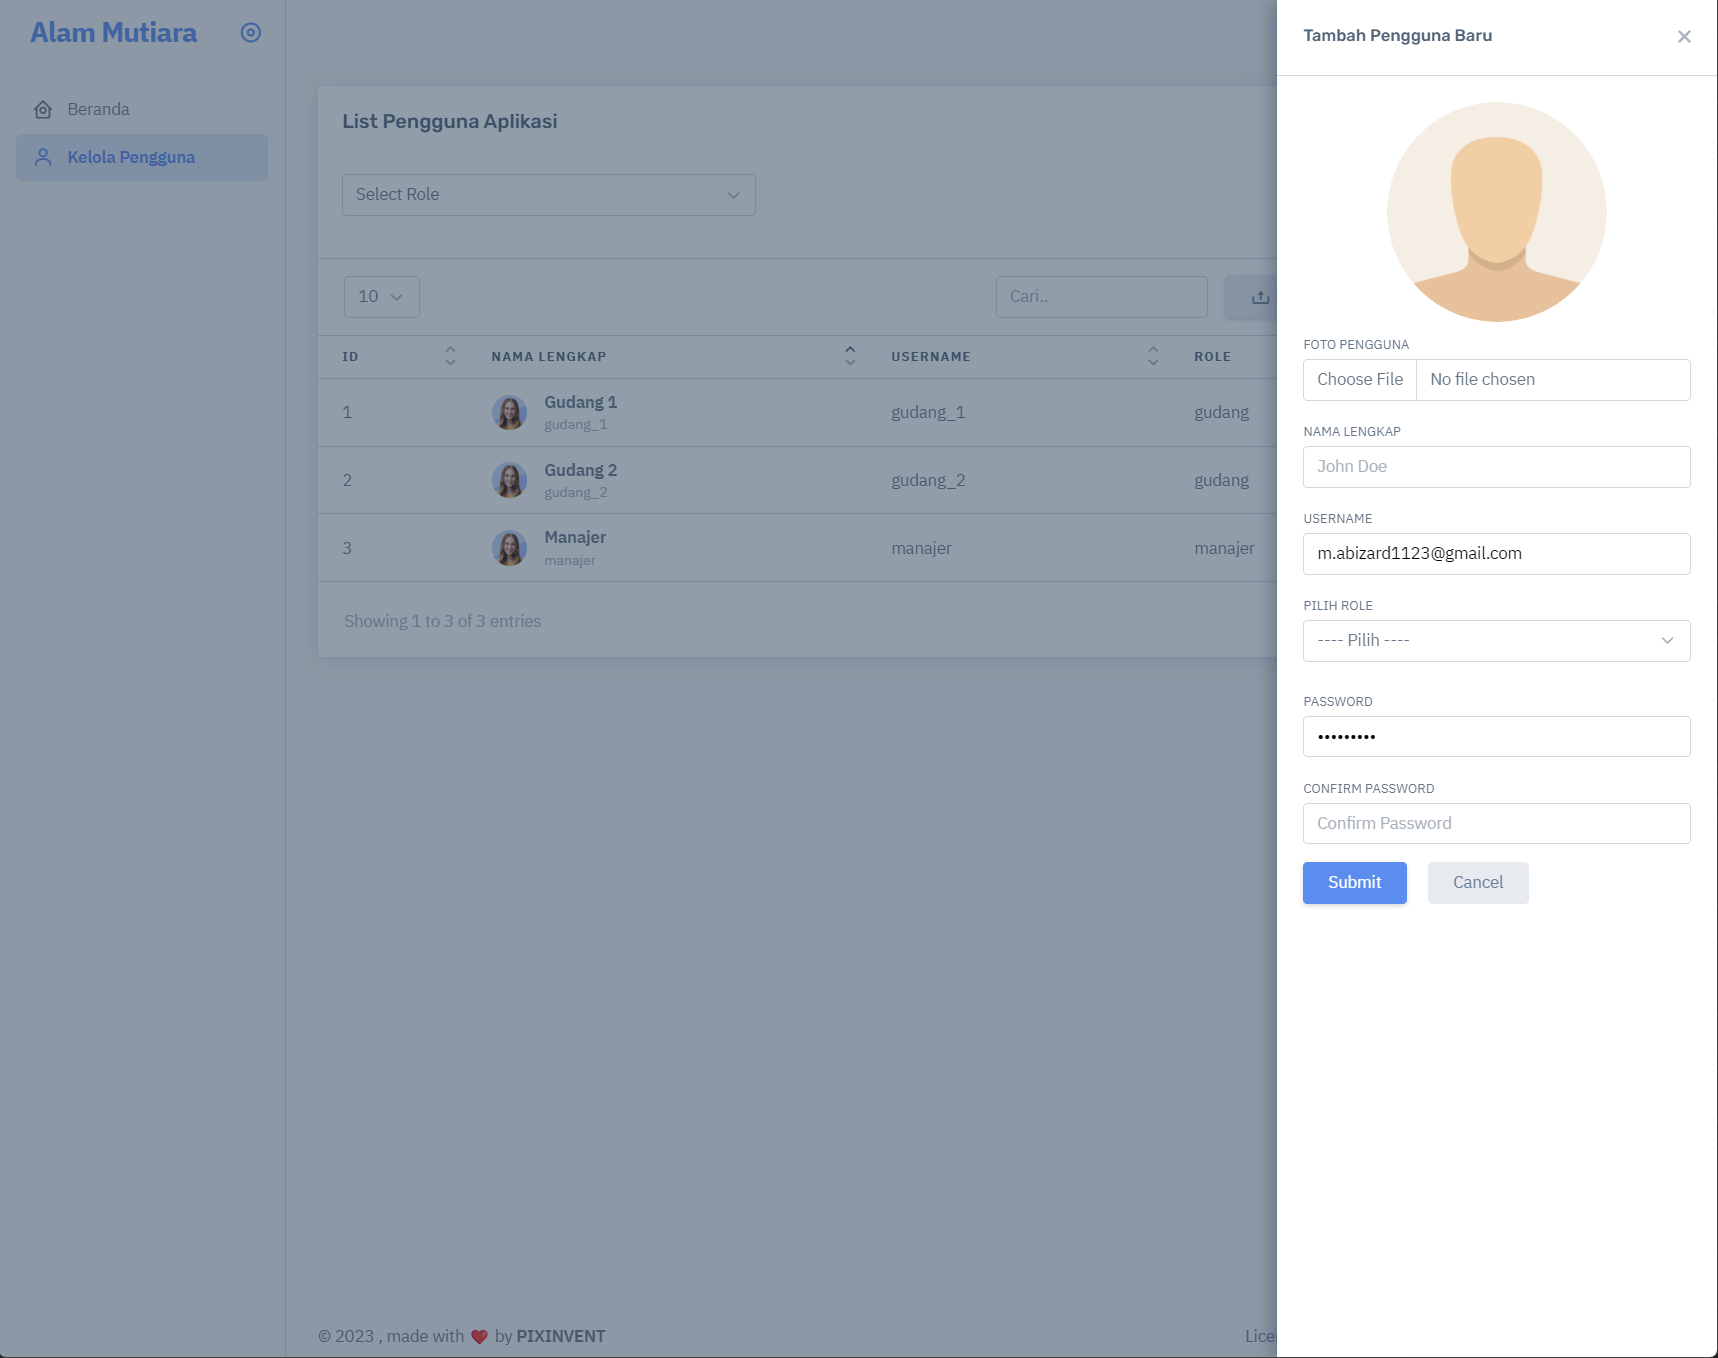 Alam Mutiara
Beranda
Kelola Pengguna
List Pengguna Aplikasi
Select Role
10
Cari..
ID NAMA LENGKAP USERNAME ROLE
1 Gudang 1 gudang_1 gudang
gudang_1
2 Gudang 2 gudang_2 gudang
gudang_2
3 Manajer manajer manajer
manajer
Showing 1 to 3 of 3 entries
© 2023 , made with ❤️ by PIXINVENT
Tambah Pengguna Baru
FOTO PENGGUNA
Choose File No file chosen
NAMA LENGKAP
John Doe
USERNAME
m.abizard1123@gmail.com
PILIH ROLE
---- Pilih ----
PASSWORD
•••••••••
CONFIRM PASSWORD
Confirm Password
Submit Cancel